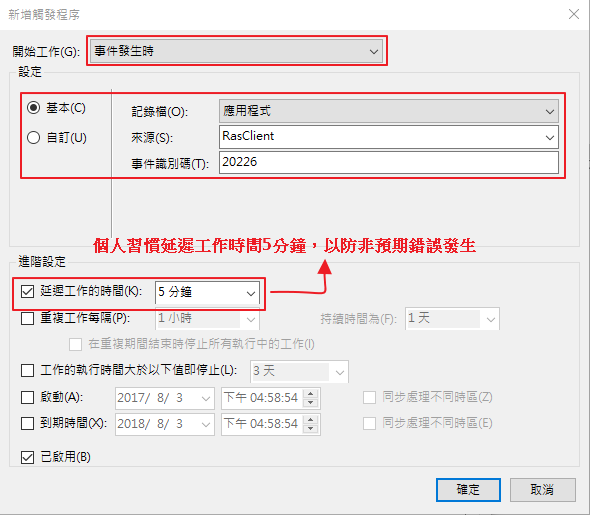 新增觸發程序
開始工作(G): 事件發生時
設定
基本(C)
自訂(U)
記錄檔(O): 應用程式
來源(S): RasClient
事件識別碼(T): 20226
個人習慣延遲工作時間5分鐘，以防非預期錯誤發生
進階設定
延遲工作的時間(K): 5 分鐘
重複工作每隔(P): 1 小時 持續時間為(F): 1 天
在重複期間結束時停止所有執行中的工作(I)
工作的執行時間大於以下值即停止(L): 3 天
啟動(A): 2017/ 8/ 3 下午 04:58:54 同步處理不同時區(Z)
到期時間(X): 2018/ 8/ 3 下午 04:58:54 同步處理不同時區(E)
已啟用(B)
確定 取消